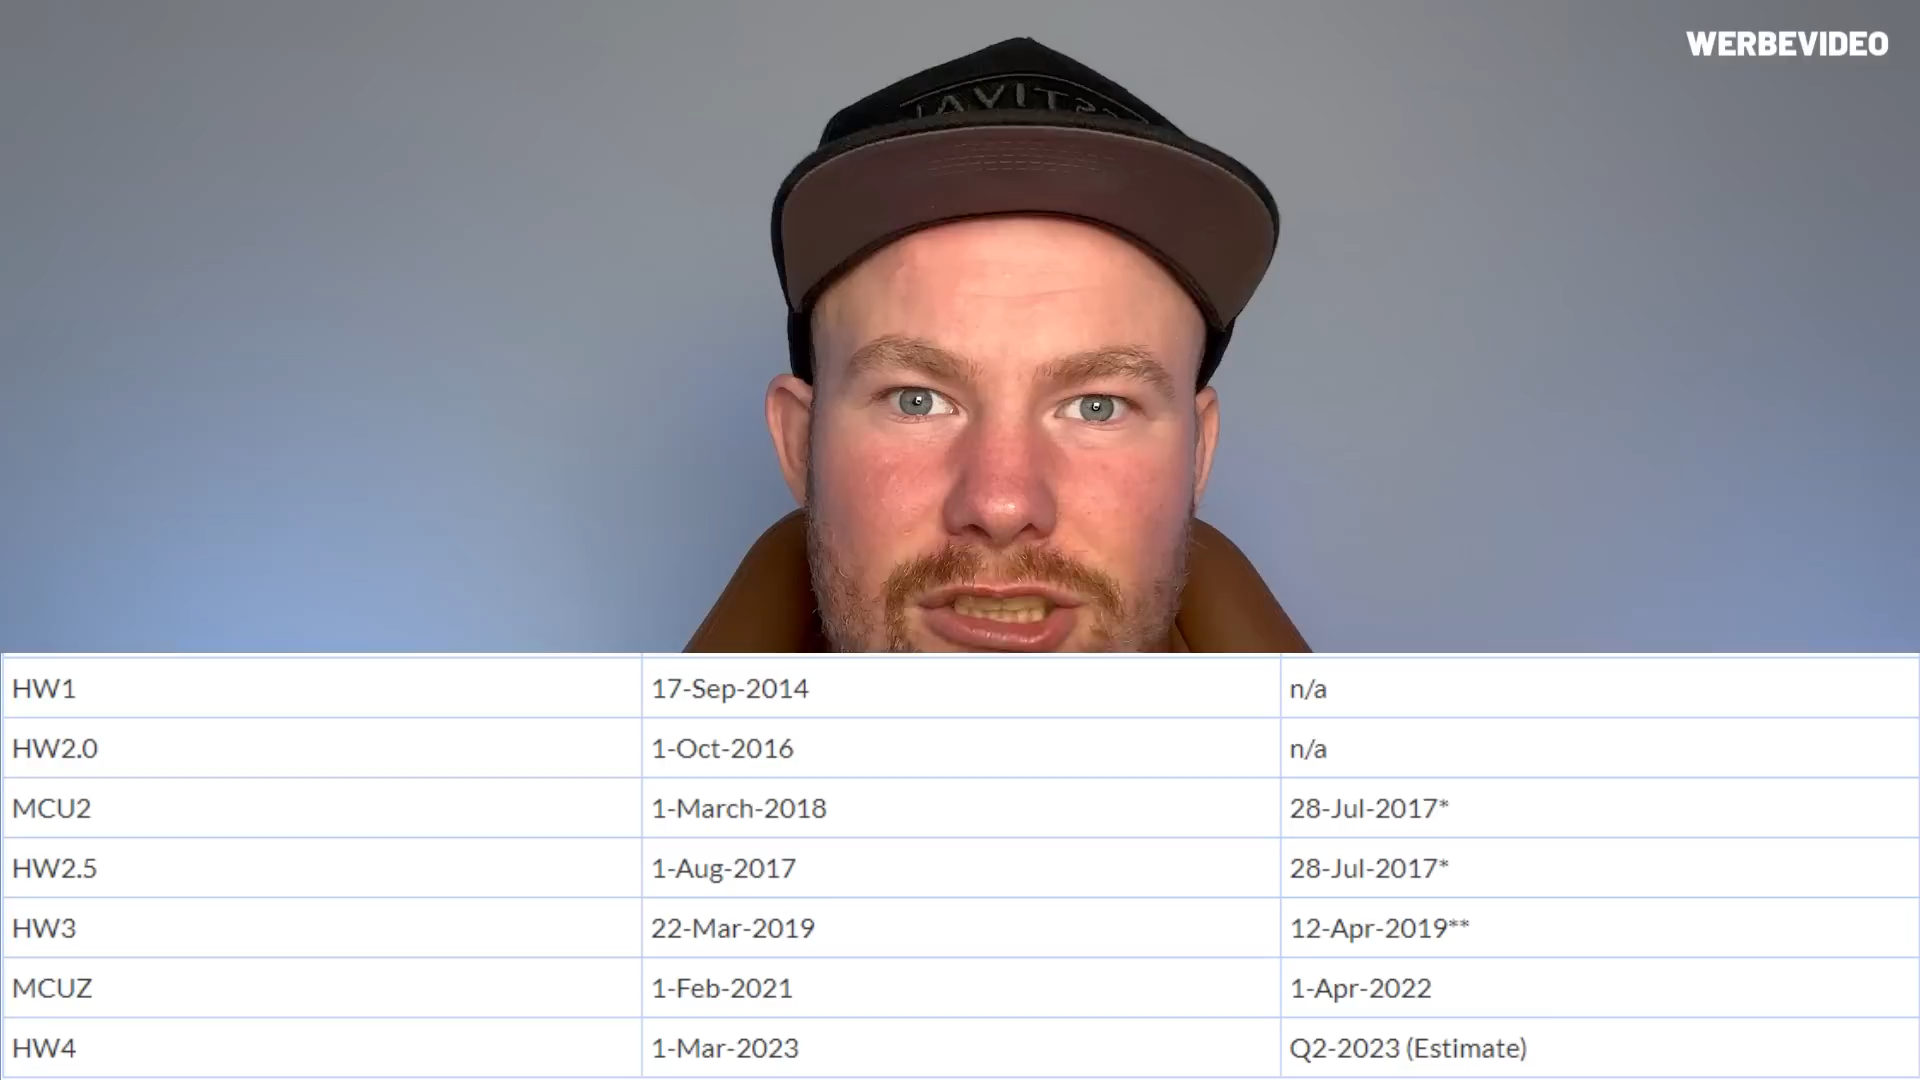 WERBEVIDEO
HW1 17-Sep-2014 n/a
HW2.0 1-Oct-2016 n/a
MCU2 1-March-2018 28-Jul-2017*
HW2.5 1-Aug-2017 28-Jul-2017*
HW3 22-Mar-2019 12-Apr-2019**
MCUZ 1-Feb-2021 1-Apr-2022
HW4 1-Mar-2023 Q2-2023 (Estimate)